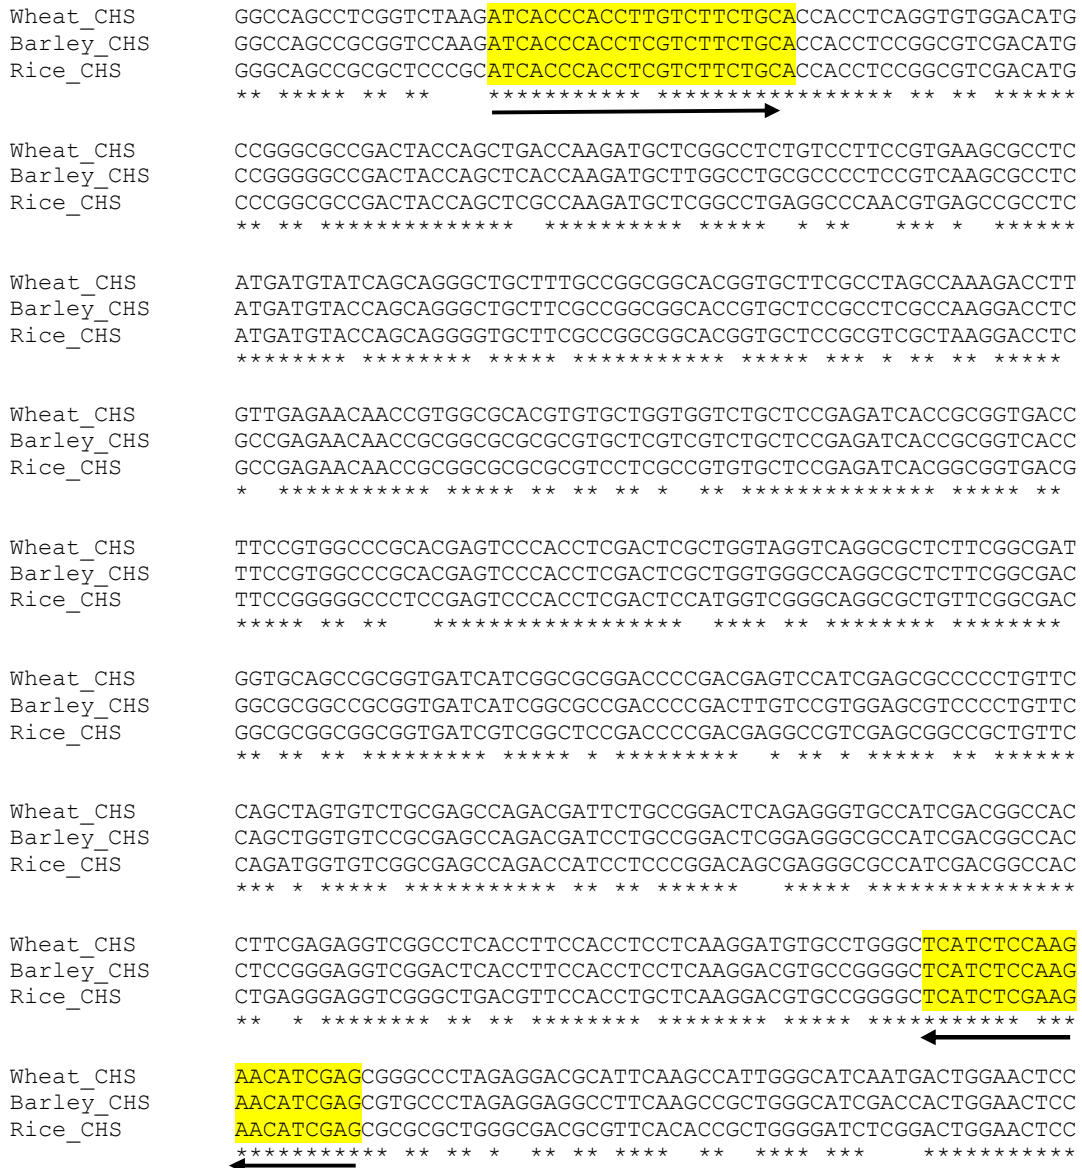 Wheat_CHS GGCCAGCCTCGGTCTAAGATCACCCACCTTGTCTTCTGCACCACCTCAGGTGTGGACATG
Barley_CHS GGCCAGCCGCGGTCCAAGATCACCCACCTCGTCTTCTGCACCACCTCCGGCGTCGACATG
Rice_CHS GGGCAGCCGCGCTCCCGCATCACCCACCTCGTCTTCTGCACCACCTCCGGCGTCGACATG
** ***** ** **    *********** ***************** ** ** ******
Wheat_CHS CCGGGCGCCGACTACCAGCTGACCAAGATGCTCGGCCTCTGTCCTTCCGTGAAGCGCCTC
Barley_CHS CCGGGGGCCGACTACCAGCTCACCAAGATGCTTGGCCTGCGCCCCTCCGTCAAGCGCCTC
Rice_CHS CCCGGCGCCGACTACCAGCTCGCCAAGATGCTCGGCCTGAGGCCCAACGTGAGCCGCCTC
** ** **************  ********** *****  * **   *** *  ******
Wheat_CHS ATGATGTATCAGCAGGGCTGCTTTGCCGGCGGCACGGTGCTTCGCCTAGCCAAAGACCTT
Barley_CHS ATGATGTACCAGCAGGGCTGCTTCGCCGGCGGCACCGTGCTCCGCCTCGCCAAGGACCTC
Rice_CHS ATGATGTACCAGCAGGGGTGCTTCGCCGGCGGCACGGTGCTCCGCGTCGCTAAGGACCTC
******** ******** ***** *********** ***** *** * ** ** *****
Wheat_CHS GTTGAGAACAACCGTGGCGCACGTGTGCTGGTGGTCTGCTCCGAGATCACCGCGGTGACC
Barley_CHS GCCGAGAACAACCGCGGCGCGCGCGTGCTCGTCGTCTGCTCCGAGATCACCGCGGTCACC
Rice_CHS GCCGAGAACAACCGCGGCGCGCGCGTCCTCGCCGTGTGCTCCGAGATCACGGCGGTGACG
*  *********** ***** ** ** ** *  ** ************** ***** **
Wheat_CHS TTCCGTGGCCCGCACGAGTCCCACCTCGACTCGCTGGTAGGTCAGGCGCTCTTCGGCGAT
Barley_CHS TTCCGTGGCCCGCACGAGTCCCACCTCGACTCGCTGGTGGGCCAGGCGCTCTTCGGCGAC
Rice_CHS TTCCGGGGGCCCTCCGAGTCCCACCTCGACTCCATGGTCGGGCAGGCGCTGTTCGGCGAC
***** ** **   ******************  **** ** ******** ********
Wheat_CHS GGTGCAGCCGCGGTGATCATCGGCGCGGACCCCGACGAGTCCATCGAGCGCCCCCTGTTC
Barley_CHS GGCGCGGCCGCGGTGATCATCGGCGCCGACCCCGACTTGTCCGTGGAGCGTCCCCTGTTC
Rice_CHS GGCGCGGCGGCGGTGATCGTCGGCTCCGACCCCGACGAGGCCGTCGAGCGGCCGCTGTTC
** ** ** ********* ***** * *********  * ** * ***** ** ******
Wheat_CHS CAGCTAGTGTCTGCGAGCCAGACGATTCTGCCGGACTCAGAGGGTGCCATCGACGGCCAC
Barley_CHS CAGCTGGTGTCCGCGAGCCAGACGATCCTGCCGGACTCGGAGGGCGCCATCGACGGCCAC
Rice_CHS CAGATGGTGTCGGCGAGCCAGACCATCCTCCCGGACAGCGAGGGCGCCATCGACGGCCAC
*** * ***** *********** ** ** ******   ***** ***************
Wheat_CHS CTTCGAGAGGTCGGCCTCACCTTCCACCTCCTCAAGGATGTGCCTGGGCTCATCTCCAAG
Barley_CHS CTCCGGGAGGTCGGACTCACCTTCCACCTCCTCAAGGACGTGCCGGGGCTCATCTCCAAG
Rice_CHS CTGAGGGAGGTCGGGCTGACGTTCCACCTGCTCAAGGACGTGCCGGGGCTCATCTCGAAG
**  * ******** ** ** ******** ******** ***** *********** ***
Wheat_CHS AACATCGAGCGGGCCCTAGAGGACGCATTCAAGCCATTGGGCATCAATGACTGGAACTCC
Barley_CHS AACATCGAGCGTGCCCTAGAGGAGGCCTTCAAGCCGCTGGGCATCGACCACTGGAACTCC
Rice_CHS AACATCGAGCGCGCGCTGGGCGACGCGTTCACACCGCTGGGGATCTCGGACTGGAACTCC
*********** ** ** *  ** ** ****  **  **** ***   ***********